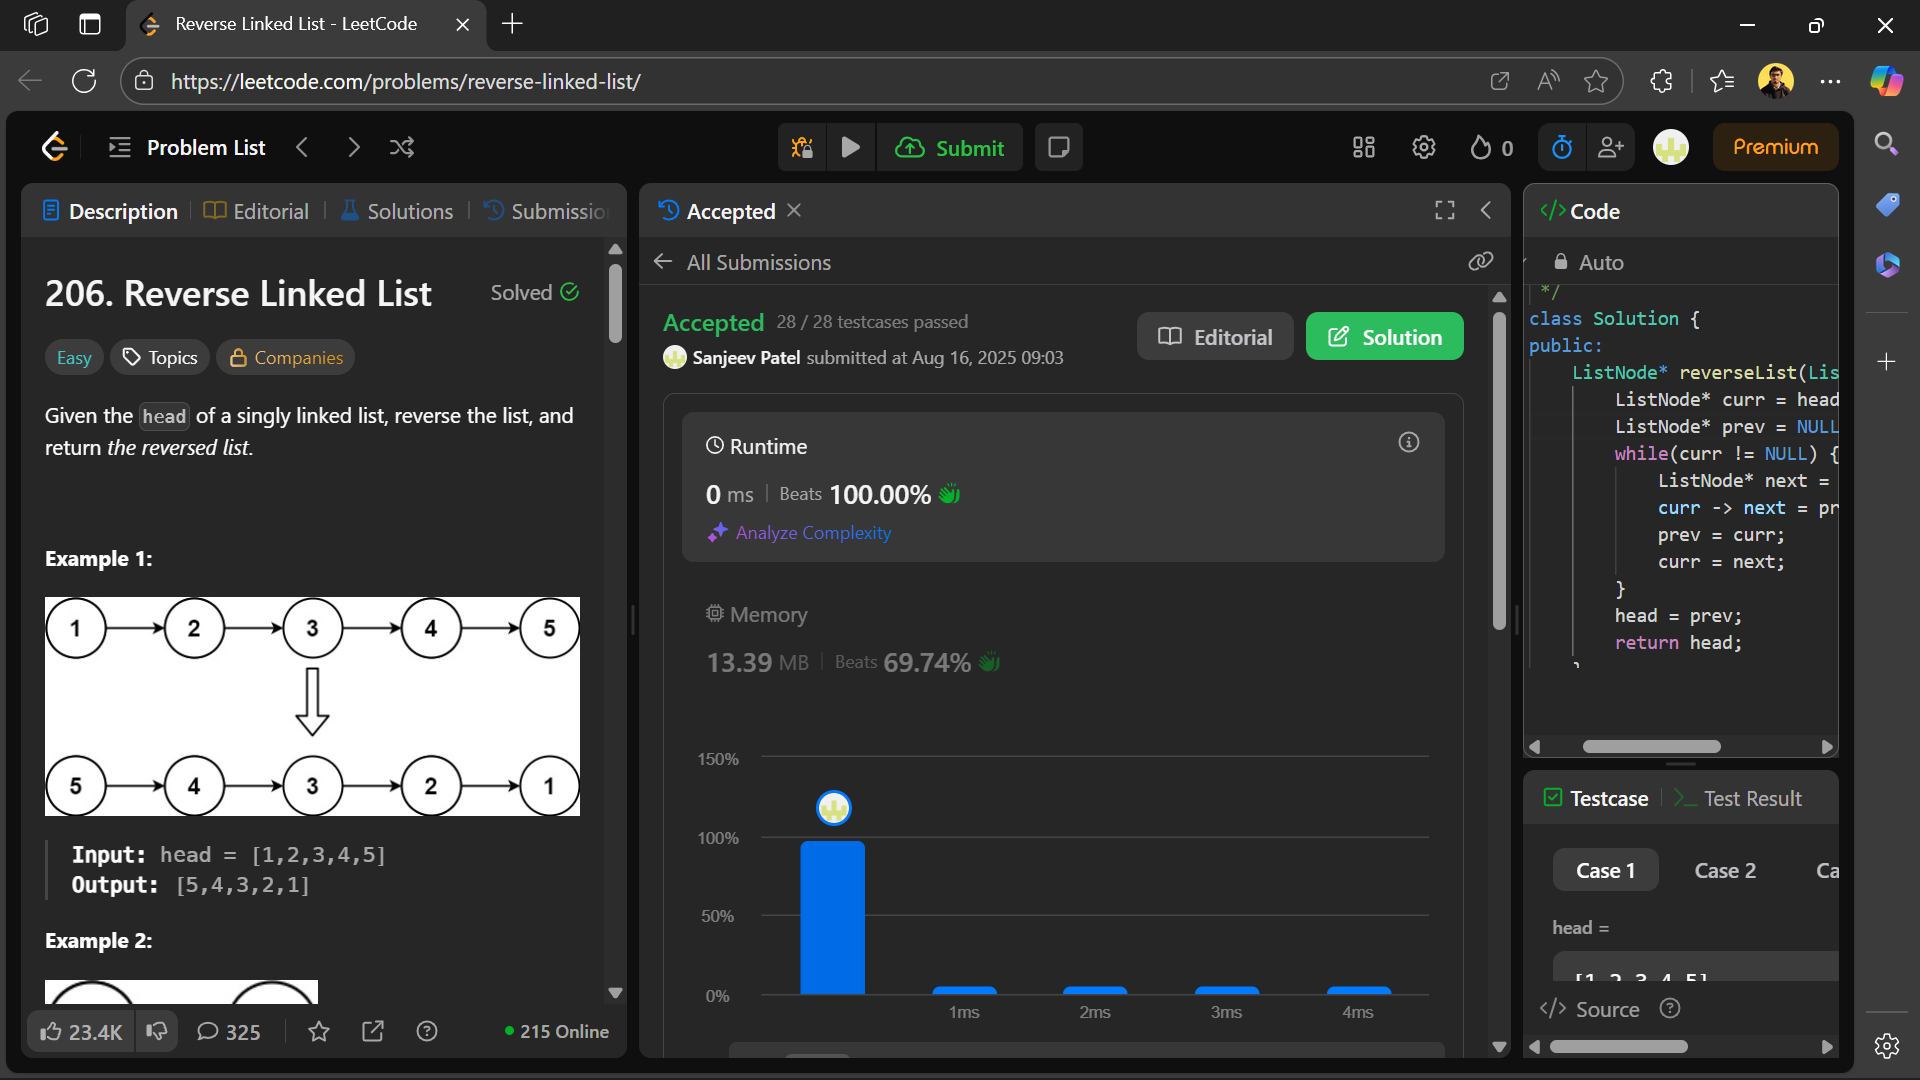 Reverse Linked List - LeetCode
https://leetcode.com/problems/reverse-linked-list/
Problem List
Submit
0
Premium
Description
Editorial
Solutions
Submissio
206. Reverse Linked List
Solved
Easy
Topics
Companies
Given the head of a singly linked list, reverse the list, and
return the reversed list.
Example 1:
1 2 3 4 5
5 4 3 2 1
Input: head = [1,2,3,4,5]
Output: [5,4,3,2,1]
Example 2:
23.4K
325
215 Online
Accepted
All Submissions
Accepted 28 / 28 testcases passed
Sanjeev Patel submitted at Aug 16, 2025 09:03
Editorial
Solution
Runtime
0 ms Beats 100.00%
Analyze Complexity
Memory
13.39 MB Beats 69.74%
150%
100%
50%
0%
1ms 2ms 3ms 4ms
</> Code
Auto
*/
class Solution {
public:
ListNode* reverseList(Lis
ListNode* curr = head
ListNode* prev = NULL
while(curr != NULL) {
ListNode* next =
curr -> next = pr
prev = curr;
curr = next;
}
head = prev;
return head;
Testcase
Test Result
Case 1 Case 2 Ca
head =
[1,2,3,4,5]
</> Source